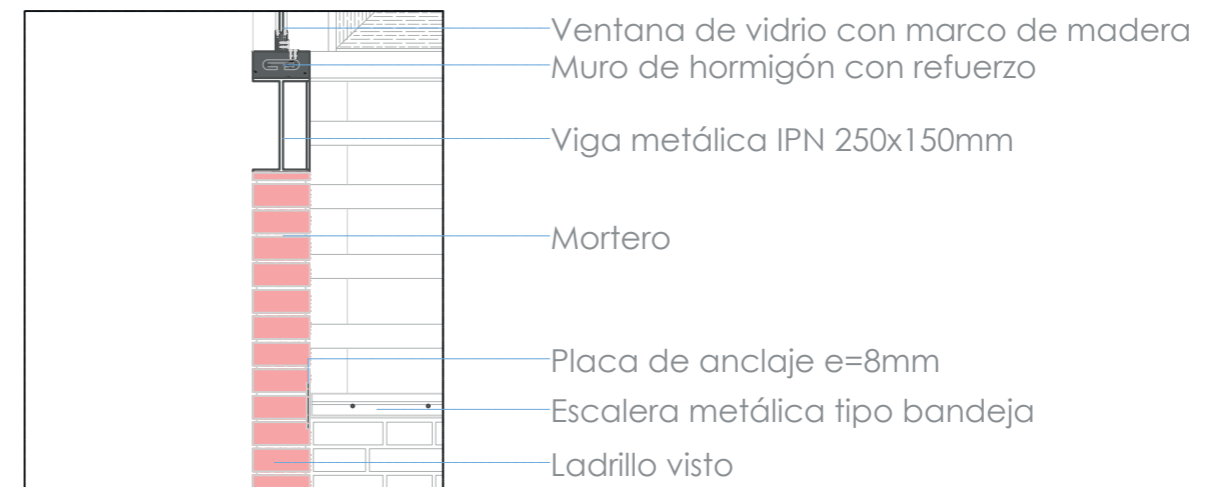 Ventana de vidrio con marco de madera
Muro de hormigón con refuerzo
Viga metálica IPN 250x150mm
Mortero
Placa de anclaje e=8mm
Escalera metálica tipo bandeja
Ladrillo visto